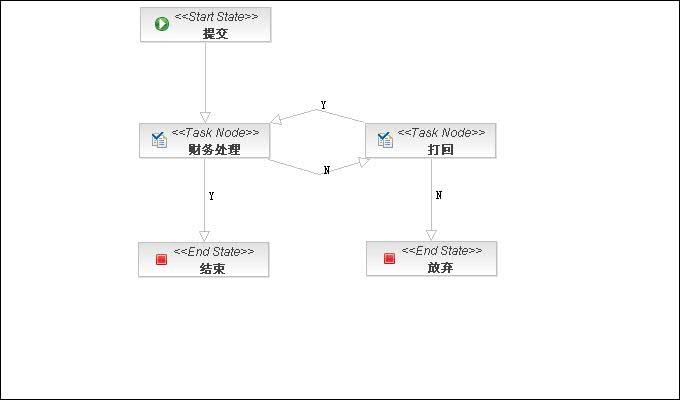 <<Start State>>
提交
Y
<<Task Node>>
财务处理
<<Task Node>>
打回
N
Y
N
<<End State>>
结束
<<End State>>
放弃